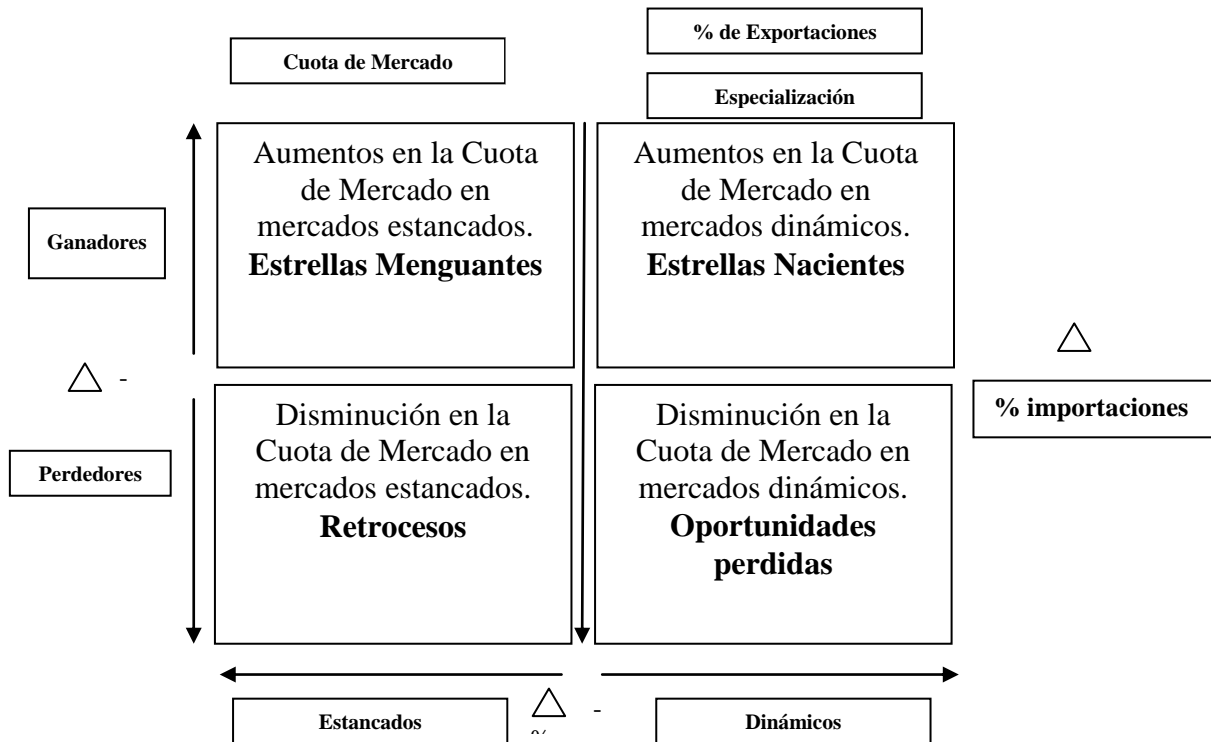 % de Exportaciones
Cuota de Mercado
Especialización
Aumentos en la Cuota
de Mercado en
mercados estancados.
Estrellas Menguantes
Aumentos en la Cuota
de Mercado en
mercados dinámicos.
Estrellas Nacientes
Ganadores
-
% importaciones
Disminución en la
Cuota de Mercado en
mercados estancados.
Retrocesos
Disminución en la
Cuota de Mercado en
mercados dinámicos.
Oportunidades
perdidas
Perdedores
Estancados
-
Dinámicos